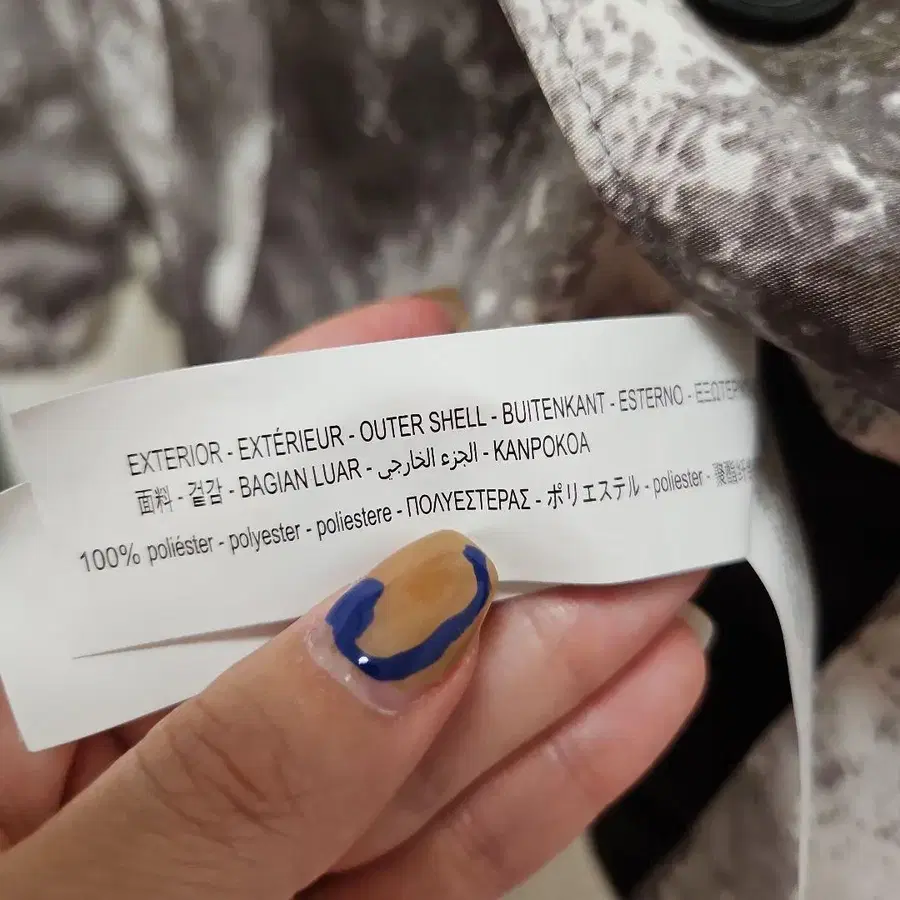 EXTERIOR - EXTÉRIEUR - OUTER SHELL - BUITENKANT - ESTERNO -
面料 - 겉감 - BAGIAN LUAR - الجزء الخارجي - KANPOKOA
100% poliéster - polyester - poliestere - ΠΟΛΥΕΣΤΕΡΑΣ - ポリエステル - poliester -